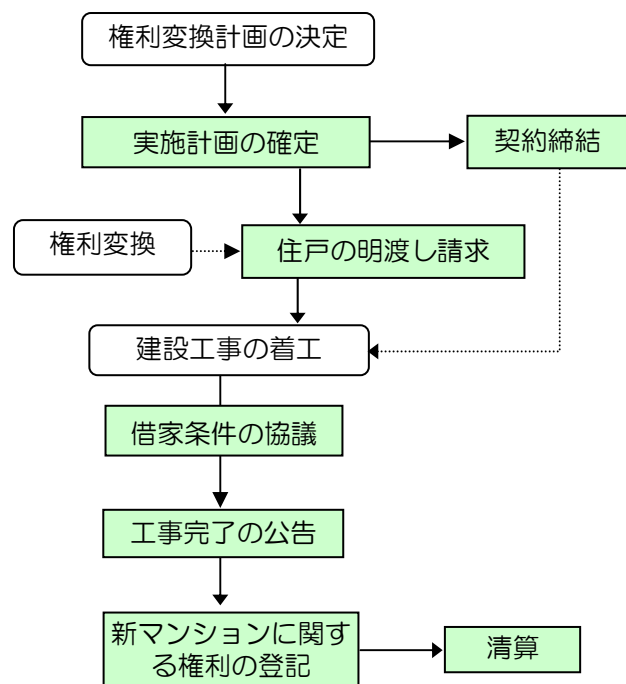 権利変換計画の決定
実施計画の確定
契約締結
権利変換
住戸の明渡し請求
建設工事の着工
借家条件の協議
工事完了の公告
新マンションに関す
る権利の登記
清算